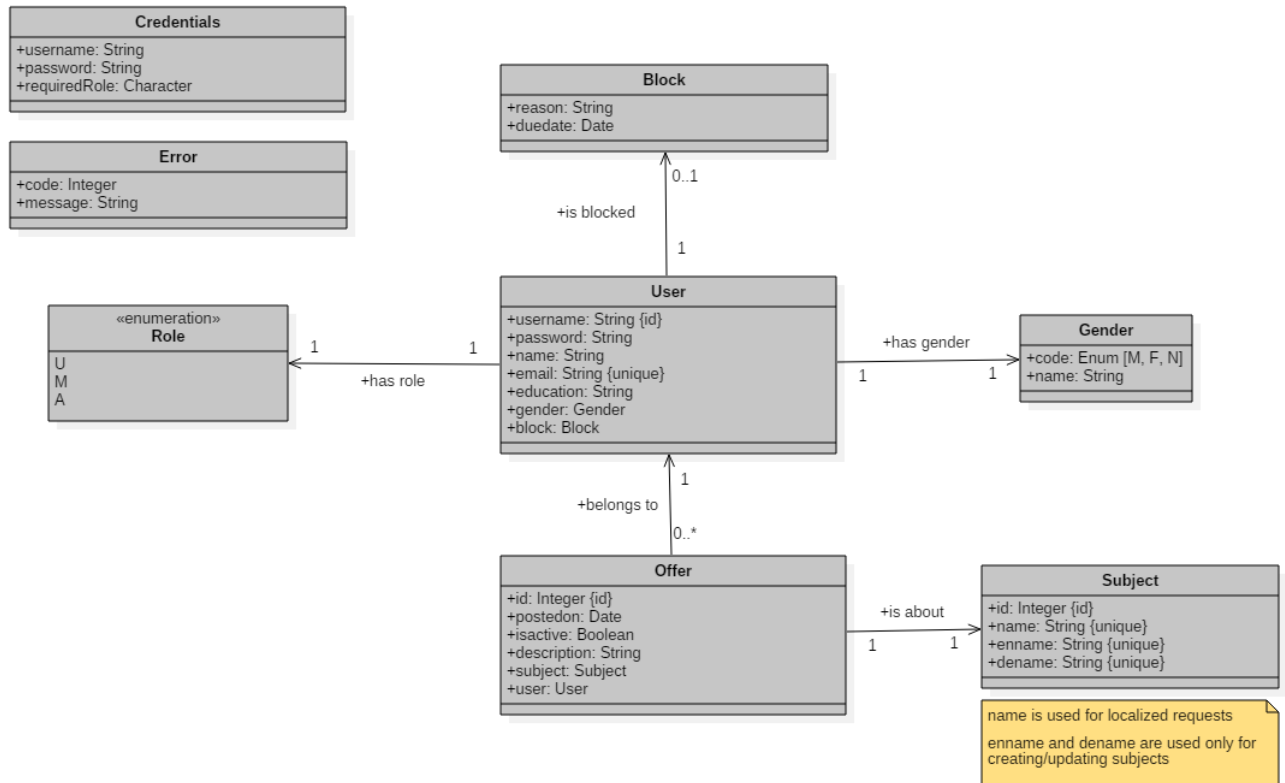 Credentials
+username: String
+password: String
+requiredRole: Character
Error
+code: Integer
+message: String
Block
+reason: String
+duedate: Date
0..1
+is blocked
1
«enumeration»
Role
U
M
A
1
1
+has role
User
+username: String {id}
+password: String
+name: String
+email: String {unique}
+education: String
+gender: Gender
+block: Block
+has gender
1
1
Gender
+code: Enum [M, F, N]
+name: String
1
+belongs to
0..*
Offer
+id: Integer {id}
+postedon: Date
+isactive: Boolean
+description: String
+subject: Subject
+user: User
+is about
1
1
Subject
+id: Integer {id}
+name: String {unique}
+enname: String {unique}
+dename: String {unique}
name is used for localized requests
enname and dename are used only for
creating/updating subjects